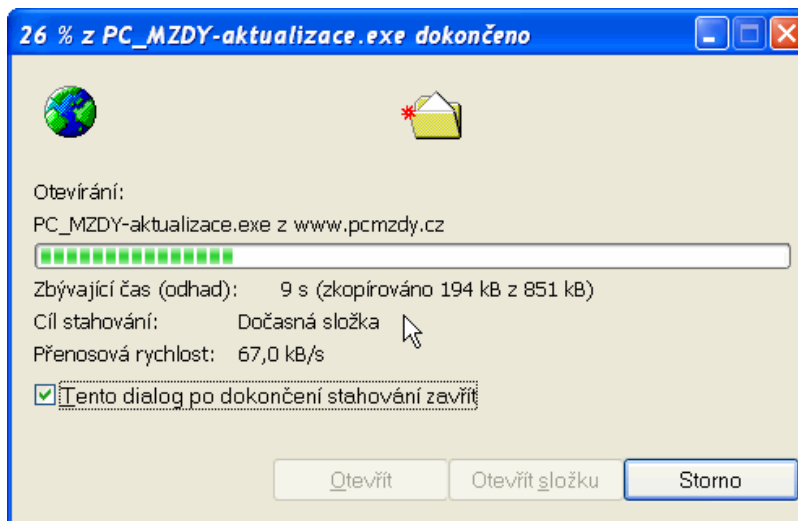 26 % z PC_MZDY-aktualizace.exe dokončeno
Otevírání:
PC_MZDY-aktualizace.exe z www.pcmzdy.cz
Zbývající čas (odhad): 9 s (zkopírováno 194 kB z 851 kB)
Cíl stahování: Dočasná složka
Přenosová rychlost: 67,0 kB/s
Tento dialog po dokončení stahování zavřít
Otevřít Otevřít složku Storno